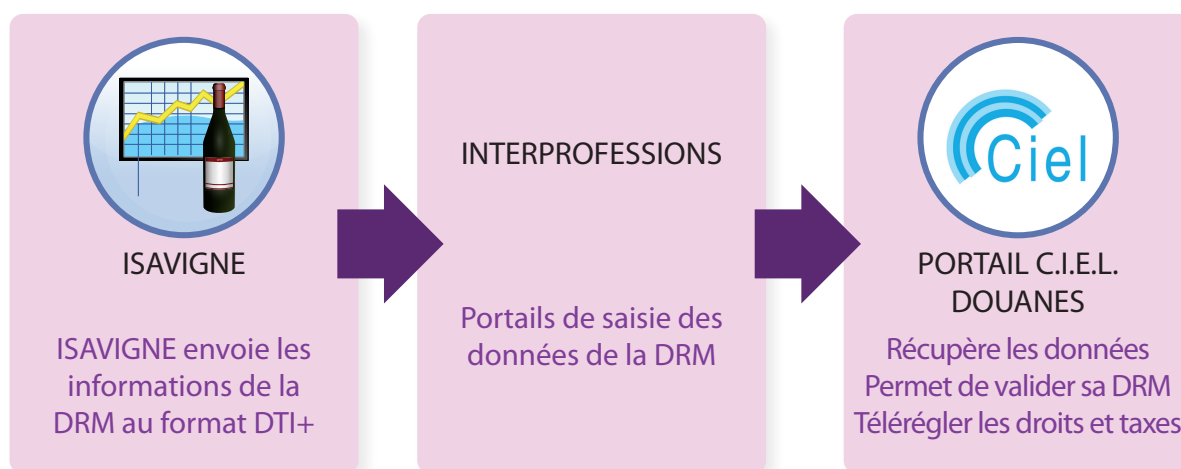 ISAVIGNE
ISAVIGNE envoie les
informations de la
DRM au format DTI+
INTERPROFESSIONS
Portails de saisie des
données de la DRM
Ciel
PORTAIL C.I.E.L.
DOUANES
Récupère les données
Permet de valider sa DRM
Télérégler les droits et taxes